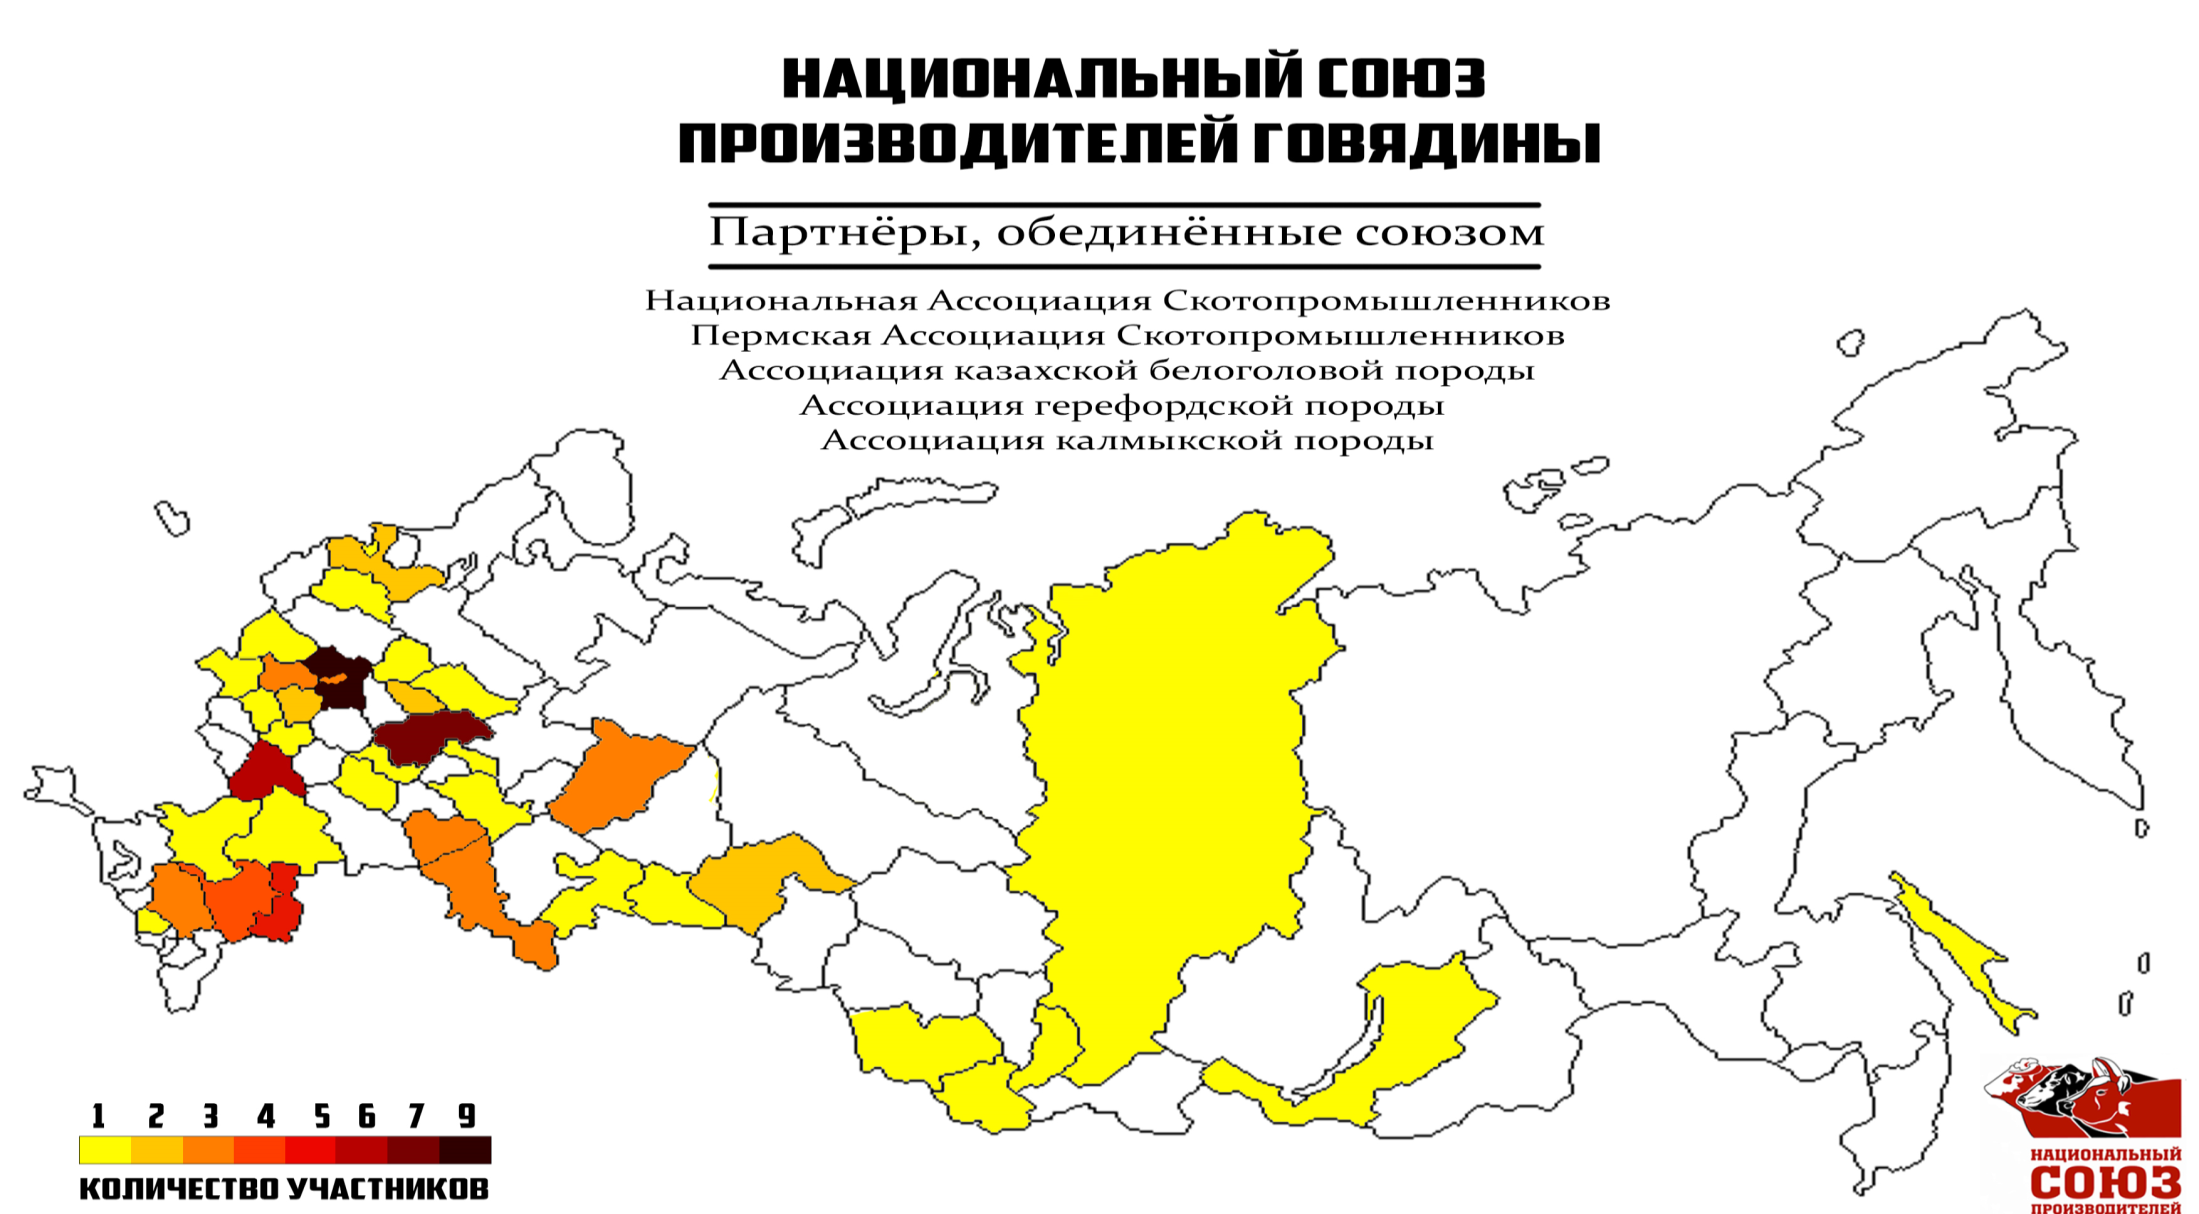 НАЦИОНАЛЬНЫЙ СОЮЗ
ПРОИЗВОДИТЕЛЕЙ ГОВЯДИНЫ
Партнёры, обединённые союзом
Национальная Ассоциация Скотопромышленников
Пермская Ассоциация Скотопромышленников
Ассоциация казахской белоголовой породы
Ассоциация герефордской породы
Ассоциация калмыкской породы
1 2 3 4 5 6 7 9
КОЛИЧЕСТВО УЧАСТНИКОВ
НАЦИОНАЛЬНЫЙ
СОЮЗ
ПРОИЗВОДИТЕЛЕЙ